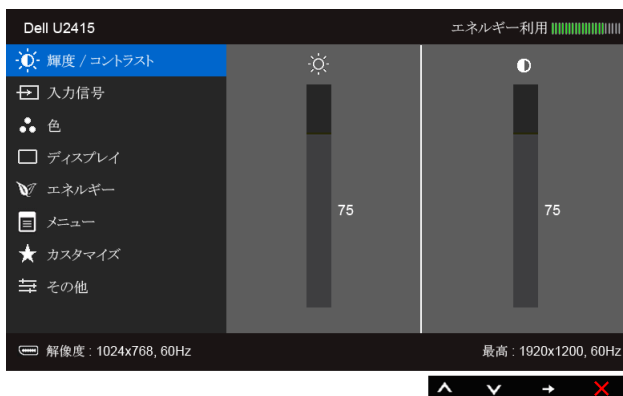 Dell U2415
エネルギー利用
輝度 / コントラスト
入力信号
色
ディスプレイ
エネルギー
メニュー
カスタマイズ
その他
75
75
解像度 : 1024x768, 60Hz
最高 : 1920x1200, 60Hz